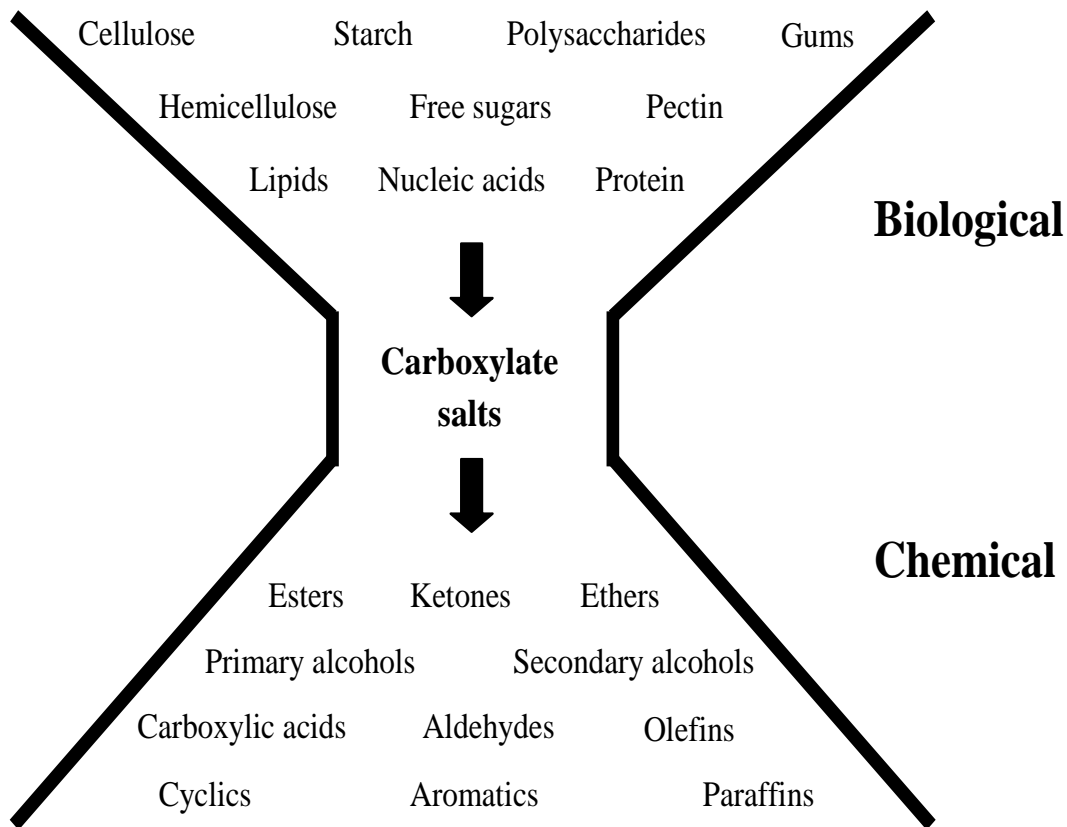 Cellulose Starch Polysaccharides Gums
Hemicellulose Free sugars Pectin
Lipids Nucleic acids Protein
Biological
Carboxylate
salts
Chemical
Esters Ketones Ethers
Primary alcohols Secondary alcohols
Carboxylic acids Aldehydes Olefins
Cyclics Aromatics Paraffins